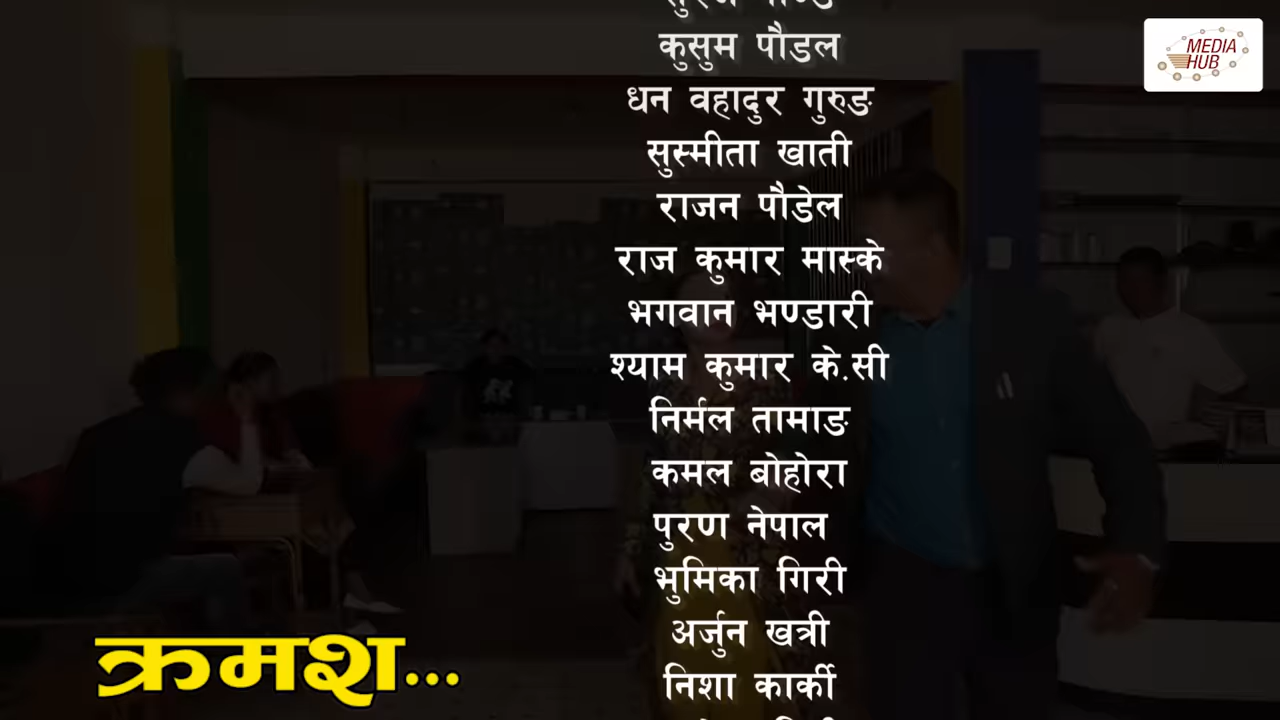 MEDIA
HUB
कुसुम पौडल
धन वहादुर गुरुङ
सुस्मीता खाती
राजन पौडेल
राज कुमार मास्के
भगवान भण्डारी
श्याम कुमार के.सी
निर्मल तामाङ
कमल बोहोरा
पुरण नेपाल
भुमिका गिरी
अर्जुन खत्री
निशा कार्की
क्रमश...